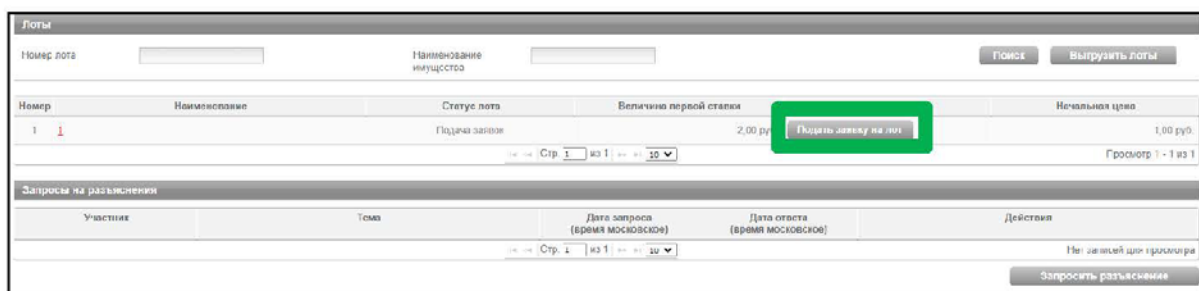 Лоты
Номер лота
Наименование имущества
Поиск
Выгрузить лоты
Номер Наименование Статус лота Величина первой ставки Начальная цена
1 1 Подача заявок 2,00 ру Подать заявку на лот 1,00 руб.
Стр. 1 из 1 10 Просмотр 1 - 1 из 1
Запросы на разъяснения
Участник Тема Дата запроса (время московское) Дата ответа (время московское) Действия
Стр. 1 из 1 10 Нет записей для просмотра
Запросить разъяснение